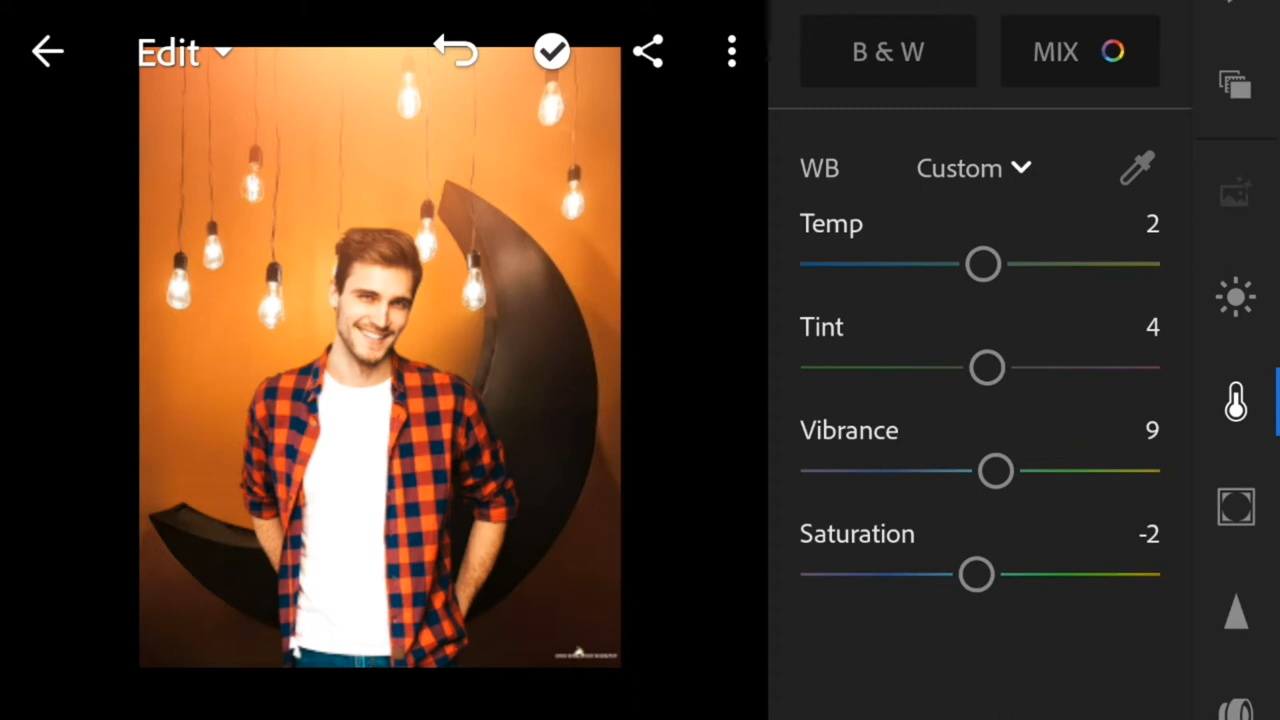 Edit
B & W
MIX
WB
Custom
Temp
2
Tint
4
Vibrance
9
Saturation
-2